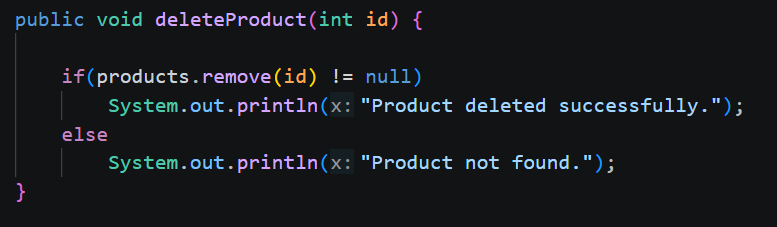 public void deleteProduct(int id) {
if(products.remove(id) != null)
System.out.println(x: "Product deleted successfully.");
else
System.out.println(x: "Product not found.");
}